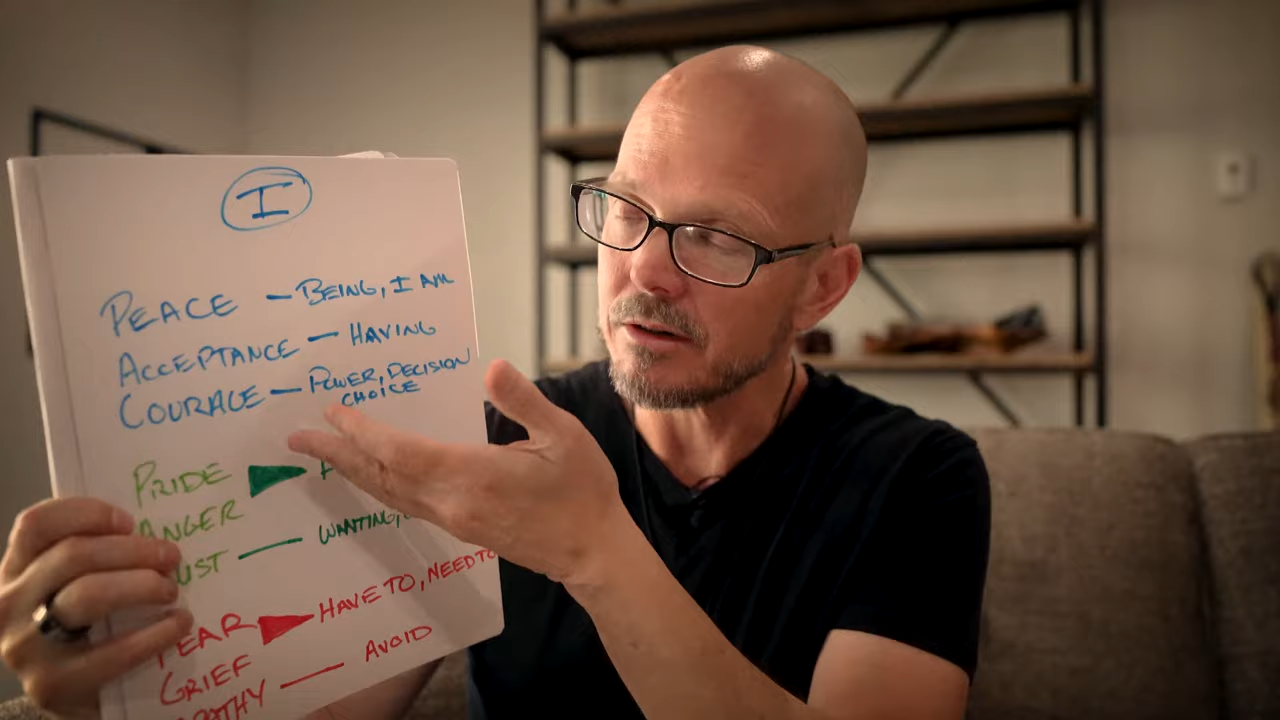 I
PEACE — BEING, I AM
ACCEPTANCE — HAVING
COURAGE — POWER, DECISION
CHOICE
PRIDE
ANGER
— WANTING,
FEAR HAVE TO, NEED TO
GRIEF
— AVOID